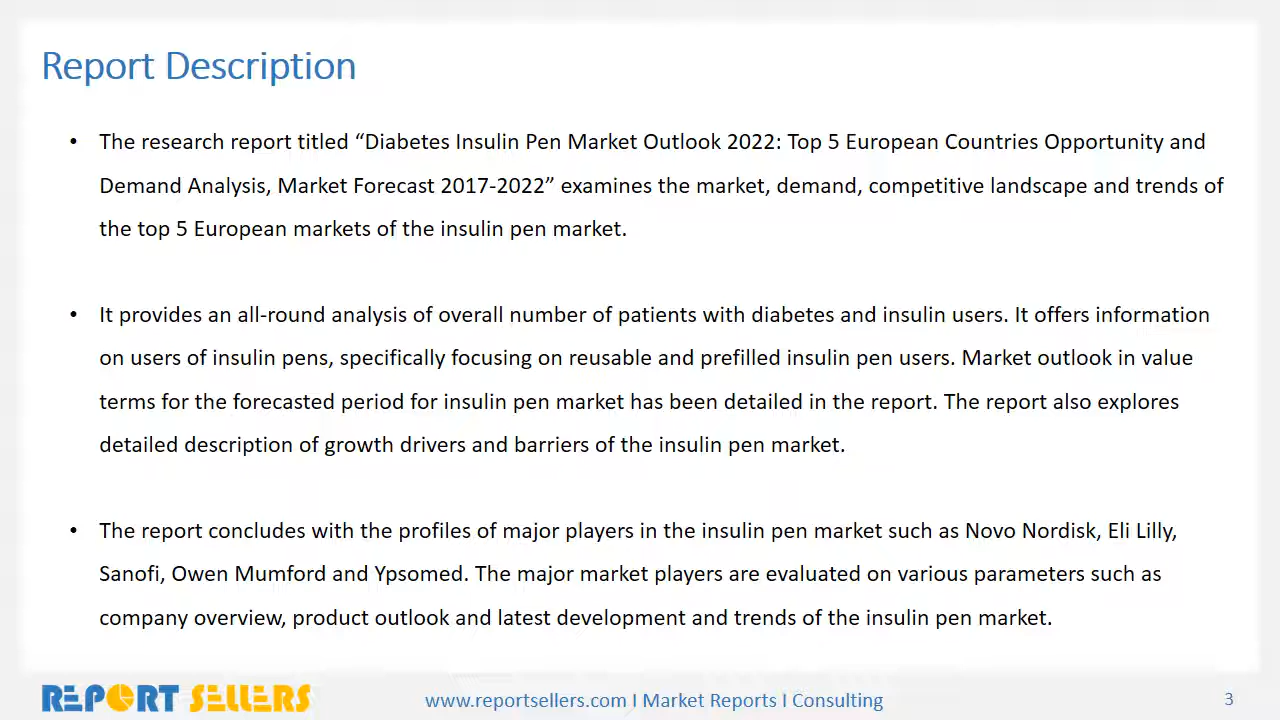 Report Description
• The research report titled “Diabetes Insulin Pen Market Outlook 2022: Top 5 European Countries Opportunity and
Demand Analysis, Market Forecast 2017-2022” examines the market, demand, competitive landscape and trends of
the top 5 European markets of the insulin pen market.
• It provides an all-round analysis of overall number of patients with diabetes and insulin users. It offers information
on users of insulin pens, specifically focusing on reusable and prefilled insulin pen users. Market outlook in value
terms for the forecasted period for insulin pen market has been detailed in the report. The report also explores
detailed description of growth drivers and barriers of the insulin pen market.
• The report concludes with the profiles of major players in the insulin pen market such as Novo Nordisk, Eli Lilly,
Sanofi, Owen Mumford and Ypsomed. The major market players are evaluated on various parameters such as
company overview, product outlook and latest development and trends of the insulin pen market.
REPORT SELLERS
www.reportsellers.com I Market Reports I Consulting
3